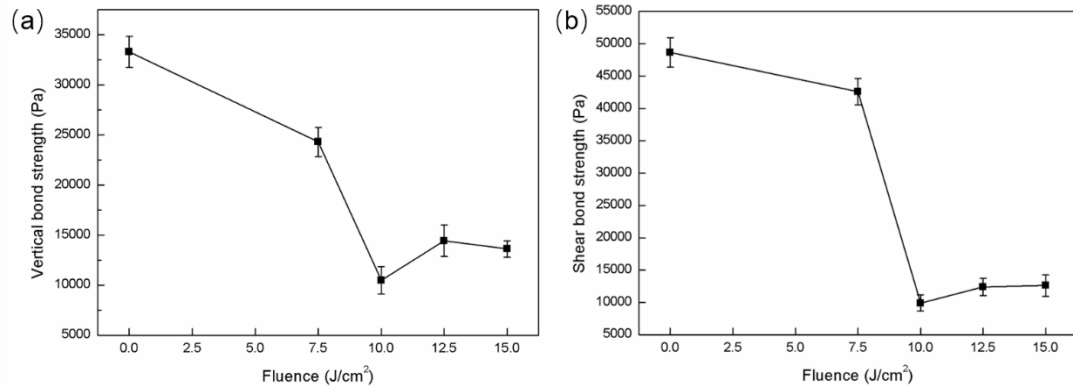 (a)
Vertical bond strength (Pa)
35000
30000
25000
20000
15000
10000
5000
0.0 2.5 5.0 7.5 10.0 12.5 15.0
Fluence (J/cm²)
(b)
Shear bond strength (Pa)
55000
50000
45000
40000
35000
30000
25000
20000
15000
10000
5000
0.0 2.5 5.0 7.5 10.0 12.5 15.0
Fluence (J/cm²)